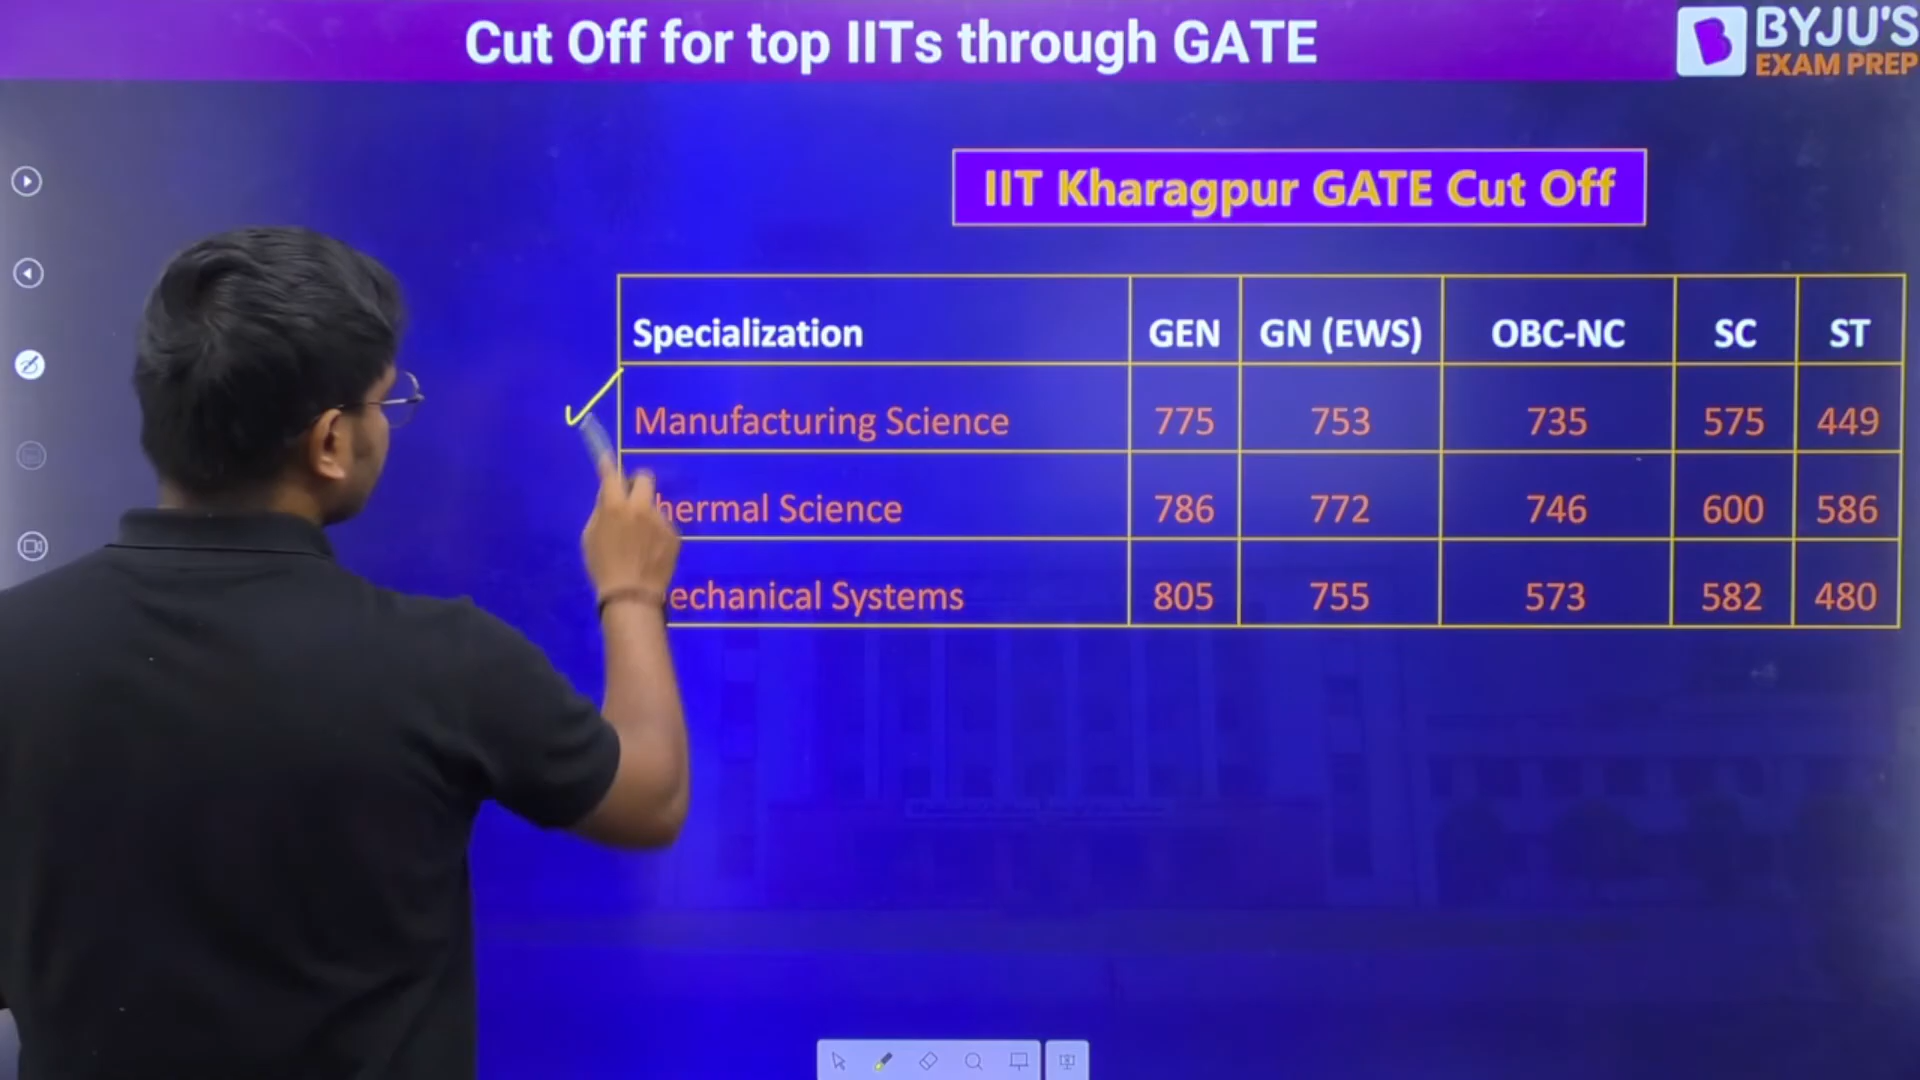 Cut Off for top IITs through GATE
BYJU'S
EXAM PREP
IIT Kharagpur GATE Cut Off
Specialization GEN GN (EWS) OBC-NC SC ST
Manufacturing Science 775 753 735 575 449
hermal Science 786 772 746 600 586
echanical Systems 805 755 573 582 480